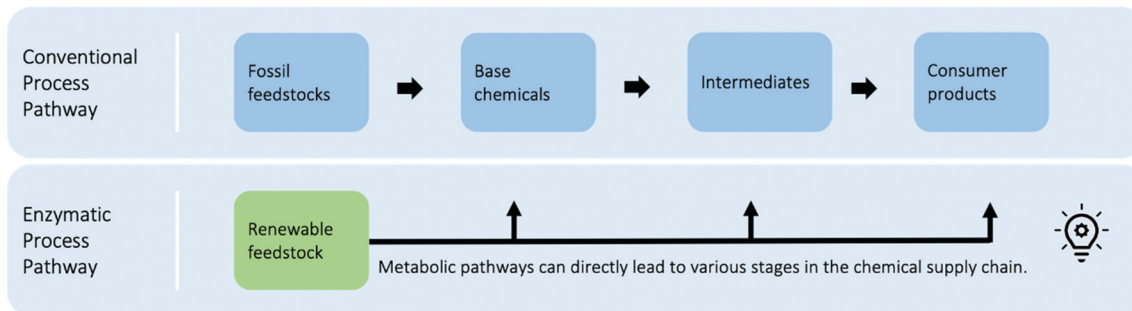 Conventional
Process
Pathway
Fossil
feedstocks
Base
chemicals
Intermediates
Consumer
products
Enzymatic
Process
Pathway
Renewable
feedstock
Metabolic pathways can directly lead to various stages in the chemical supply chain.